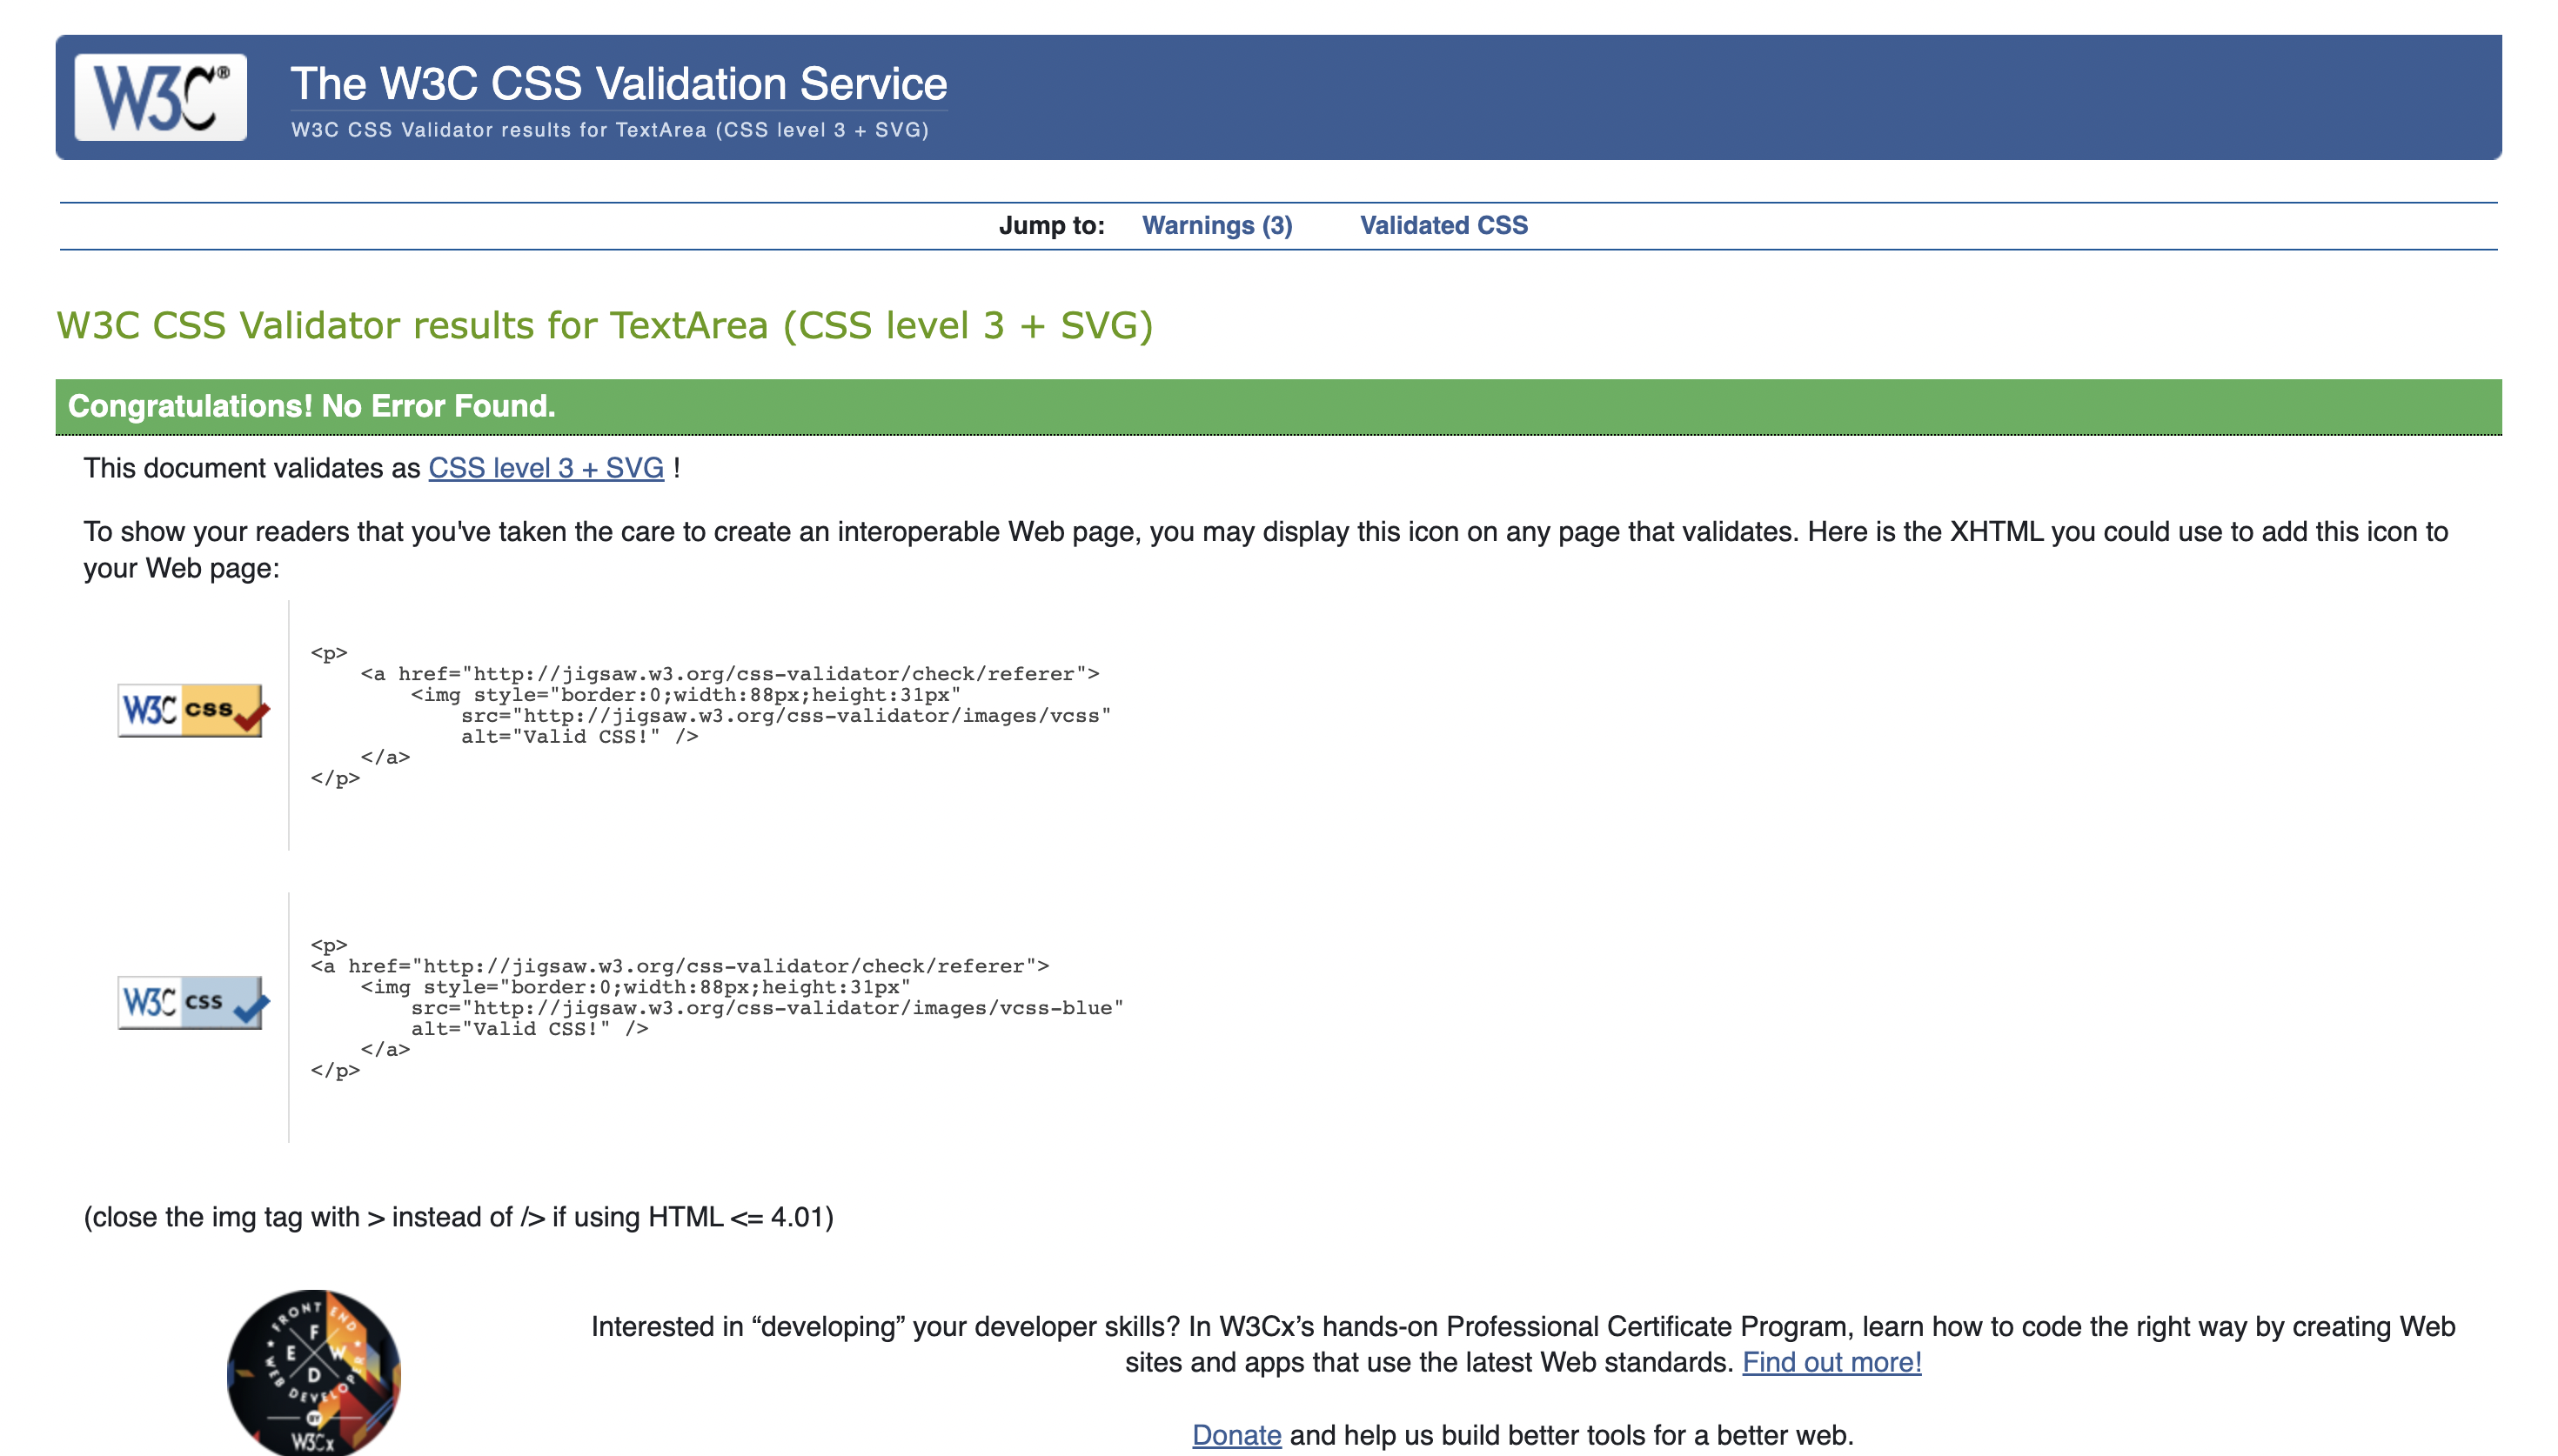 W3C®
The W3C CSS Validation Service
W3C CSS Validator results for TextArea (CSS level 3 + SVG)
Jump to: Warnings (3) Validated CSS
W3C CSS Validator results for TextArea (CSS level 3 + SVG)
Congratulations! No Error Found.
This document validates as CSS level 3 + SVG !
To show your readers that you've taken the care to create an interoperable Web page, you may display this icon on any page that validates. Here is the XHTML you could use to add this icon to
your Web page:
W3C css
<p>
    <a href="http://jigsaw.w3.org/css-validator/check/referer">
        <img style="border:0;width:88px;height:31px"
            src="http://jigsaw.w3.org/css-validator/images/vcss"
            alt="Valid CSS!" />
    </a>
</p>
W3C css
<p>
<a href="http://jigsaw.w3.org/css-validator/check/referer">
    <img style="border:0;width:88px;height:31px"
        src="http://jigsaw.w3.org/css-validator/images/vcss-blue"
        alt="Valid CSS!" />
    </a>
</p>
(close the img tag with > instead of /> if using HTML <= 4.01)
FRONT END
WEB DEVELOPER
F E W D
BY
W3Cx
Interested in “developing” your developer skills? In W3Cx’s hands-on Professional Certificate Program, learn how to code the right way by creating Web
sites and apps that use the latest Web standards. Find out more!
Donate and help us build better tools for a better web.